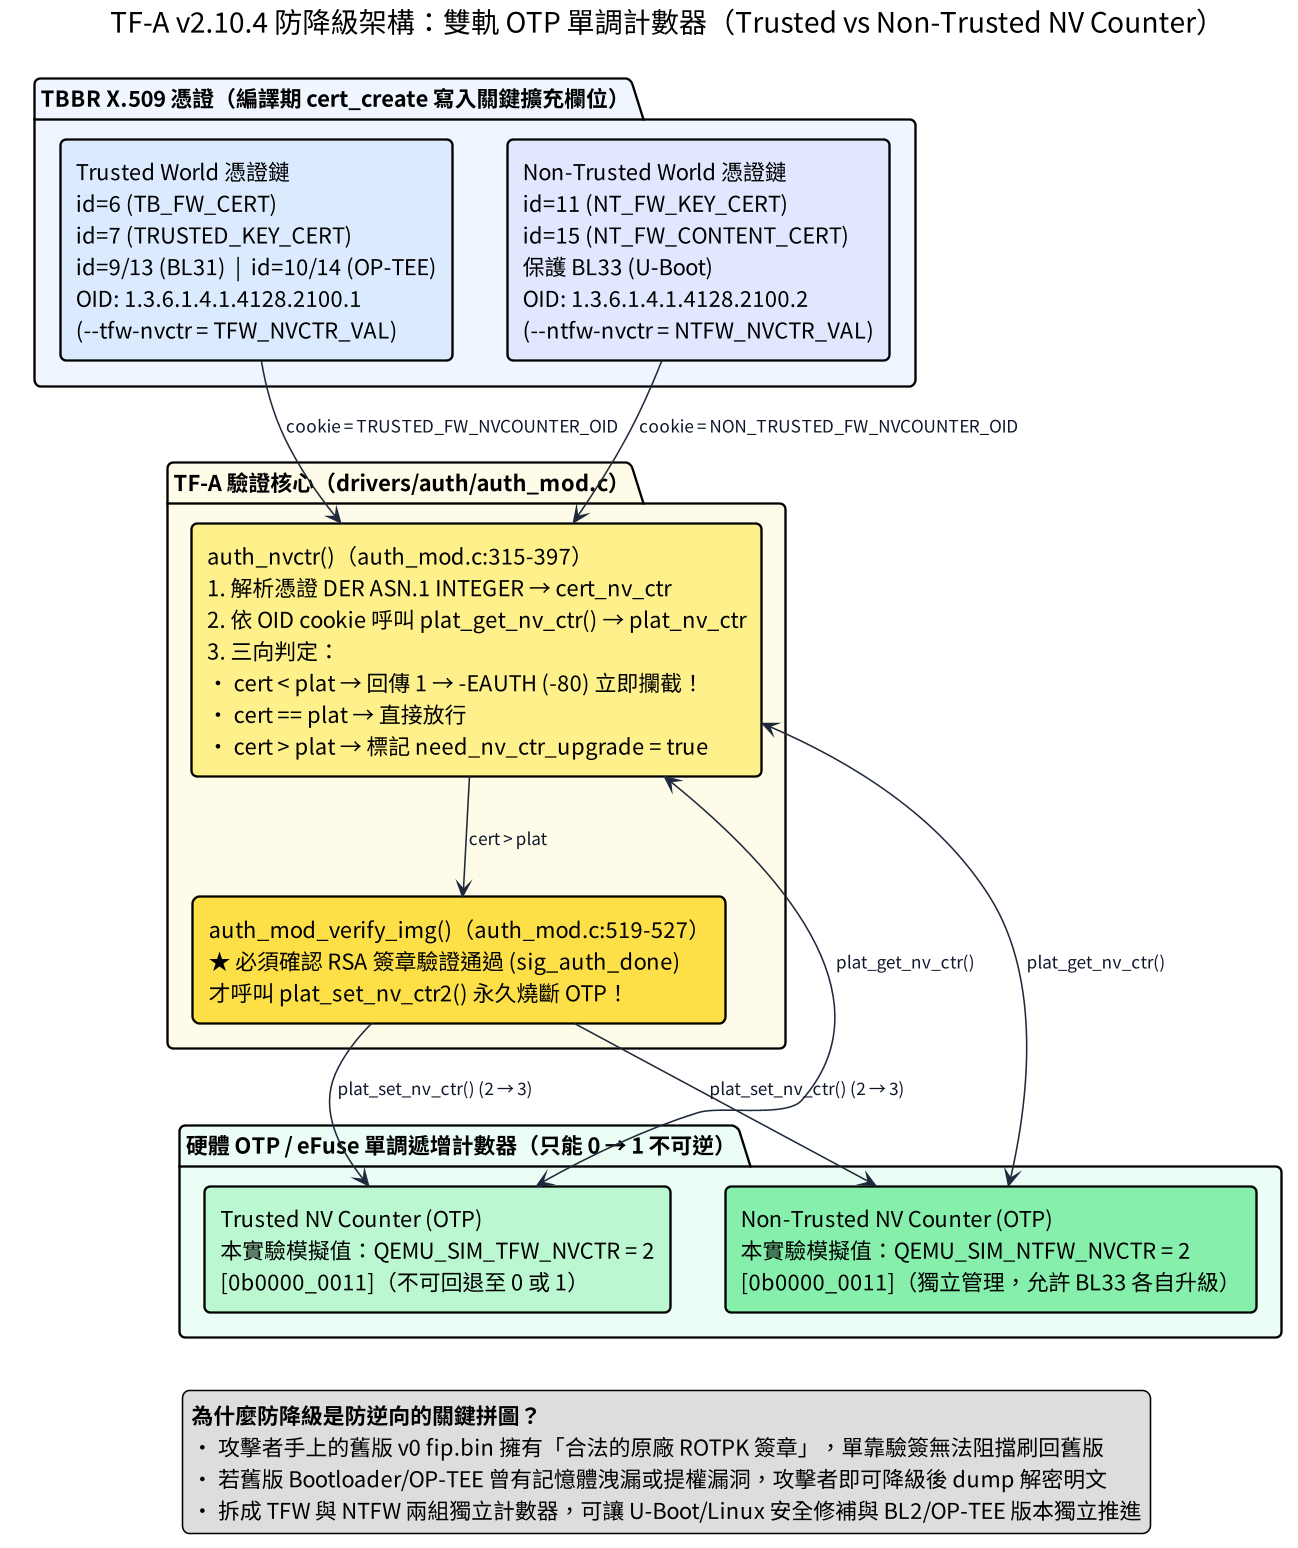 TF-A v2.10.4 防降級架構：雙軌 OTP 單調計數器（Trusted vs Non-Trusted NV Counter）
TBBR X.509 憑證（編譯期 cert_create 寫入關鍵擴充欄位）
Trusted World 憑證鏈
id=6 (TB_FW_CERT)
id=7 (TRUSTED_KEY_CERT)
id=9/13 (BL31) | id=10/14 (OP-TEE)
OID: 1.3.6.1.4.1.4128.2100.1
(--tfw-nvctr = TFW_NVCTR_VAL)
Non-Trusted World 憑證鏈
id=11 (NT_FW_KEY_CERT)
id=15 (NT_FW_CONTENT_CERT)
保護 BL33 (U-Boot)
OID: 1.3.6.1.4.1.4128.2100.2
(--ntfw-nvctr = NTFW_NVCTR_VAL)
cookie = TRUSTED_FW_NVCOUNTER_OID
cookie = NON_TRUSTED_FW_NVCOUNTER_OID
TF-A 驗證核心（drivers/auth/auth_mod.c）
auth_nvctr()（auth_mod.c:315-397）
1. 解析憑證 DER ASN.1 INTEGER → cert_nv_ctr
2. 依 OID cookie 呼叫 plat_get_nv_ctr() → plat_nv_ctr
3. 三向判定：
• cert < plat → 回傳 1 → -EAUTH (-80) 立即攔截！
• cert == plat → 直接放行
• cert > plat → 標記 need_nv_ctr_upgrade = true
cert > plat
auth_mod_verify_img()（auth_mod.c:519-527）
★ 必須確認 RSA 簽章驗證通過 (sig_auth_done)
才呼叫 plat_set_nv_ctr2() 永久燒斷 OTP！
plat_get_nv_ctr()
plat_get_nv_ctr()
plat_set_nv_ctr() (2 → 3)
plat_set_nv_ctr() (2 → 3)
硬體 OTP / eFuse 單調遞增計數器（只能 0 → 1 不可逆）
Trusted NV Counter (OTP)
本實驗模擬值：QEMU_SIM_TFW_NVCTR = 2
[0b0000_0011]（不可回退至 0 或 1）
Non-Trusted NV Counter (OTP)
本實驗模擬值：QEMU_SIM_NTFW_NVCTR = 2
[0b0000_0011]（獨立管理，允許 BL33 各自升級）
為什麼防降級是防逆向的關鍵拼圖？
• 攻擊者手上的舊版 v0 fip.bin 擁有「合法的原廠 ROTPK 簽章」，單靠驗簽無法阻擋刷回舊版
• 若舊版 Bootloader/OP-TEE 曾有記憶體洩漏或提權漏洞，攻擊者即可降級後 dump 解密明文
• 拆成 TFW 與 NTFW 兩組獨立計數器，可讓 U-Boot/Linux 安全修補與 BL2/OP-TEE 版本獨立推進